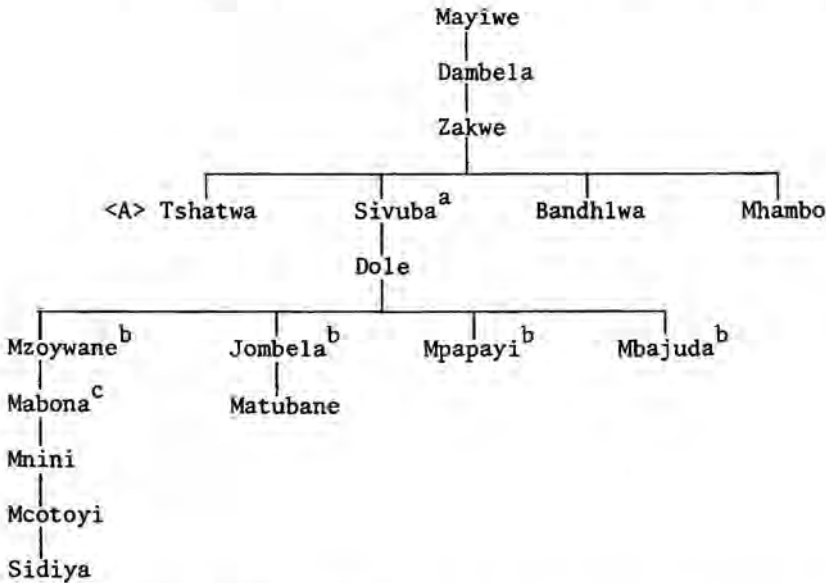 Mayiwe
Dambela
Zakwe
<A> Tshatwa Sivuba a Bandhlwa Mhambo
Dole
Mzoywane b Jombela b Mpapayi b Mbajuda b
Mabona c Matubane
Mnini
Mcotoyi
Sidiya